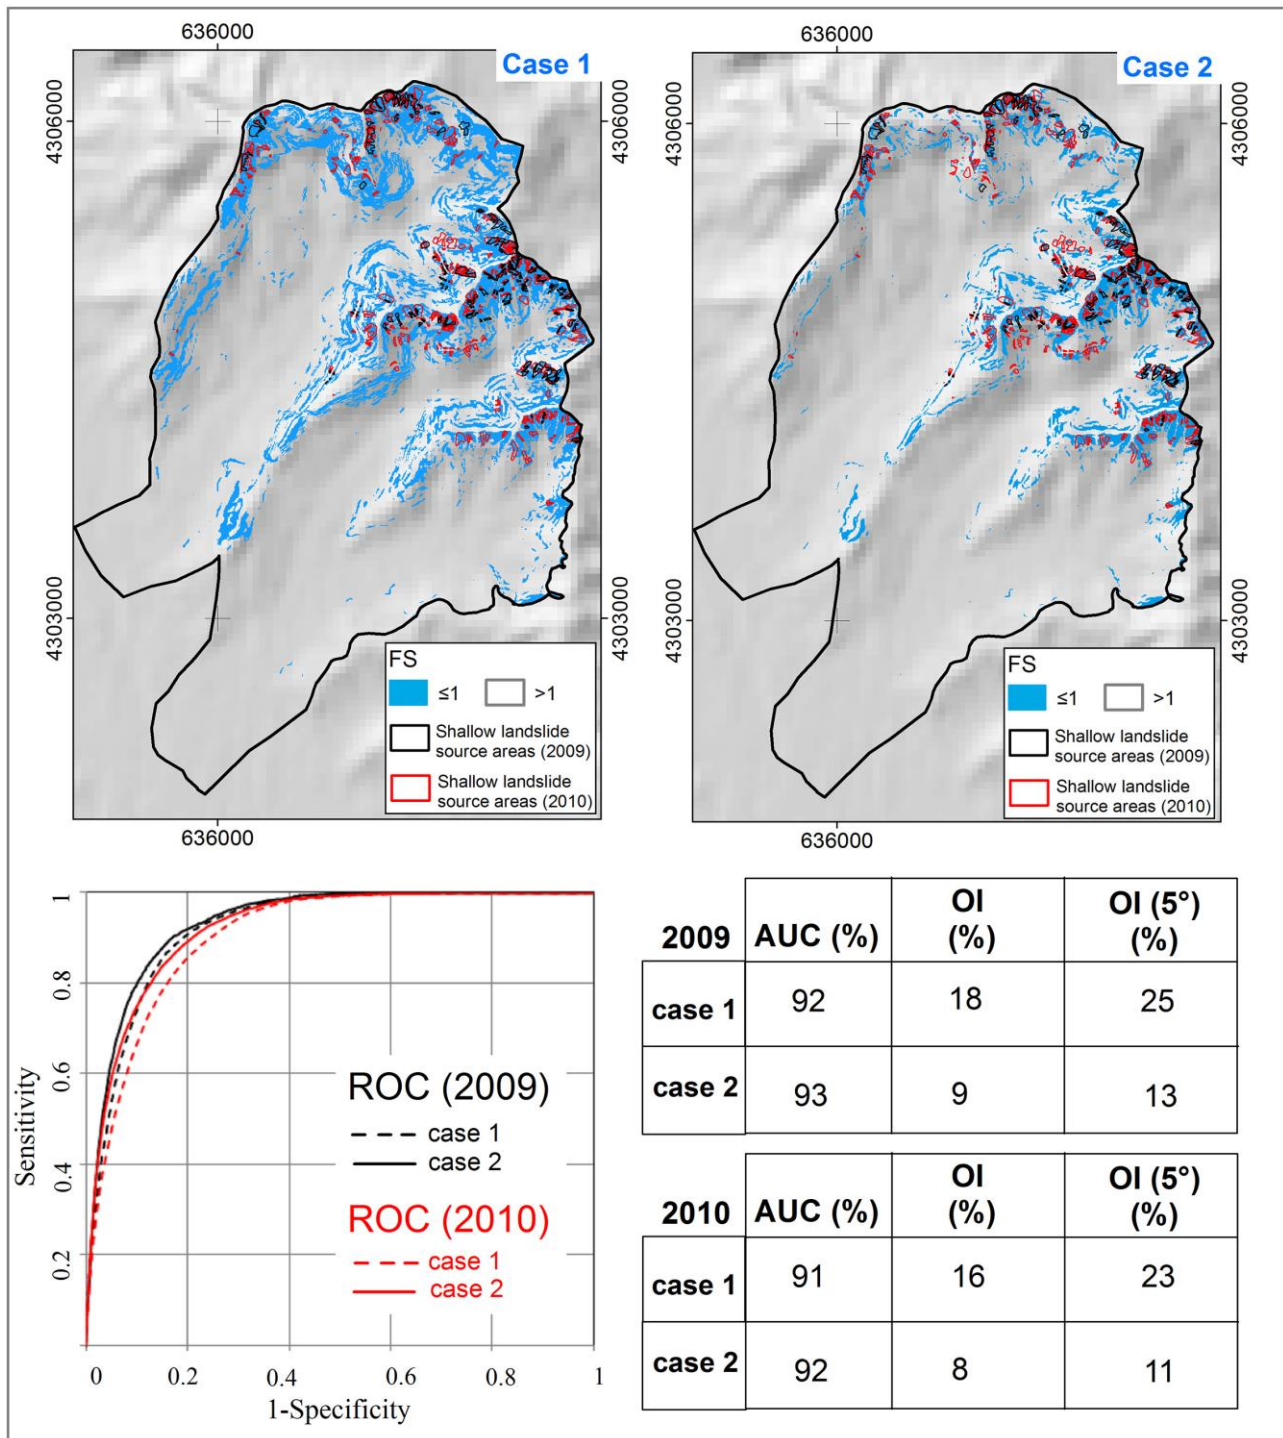 636000
636000
Case 1
Case 2
4306000
4306000
4306000
4303000
4303000
4303000
FS
≤1 >1
Shallow landslide
source areas (2009)
Shallow landslide
source areas (2010)
FS
≤1 >1
Shallow landslide
source areas (2009)
Shallow landslide
source areas (2010)
636000
636000
1
0.8
0.6
0.4
0.2
Sensitivity
ROC (2009)
case 1
case 2
ROC (2010)
case 1
case 2
0 0.2 0.4 0.6 0.8 1
1-Specificity
2009 AUC (%) OI (%) OI (5°) (%)
case 1 92 18 25
case 2 93 9 13
2010 AUC (%) OI (%) OI (5°) (%)
case 1 91 16 23
case 2 92 8 11